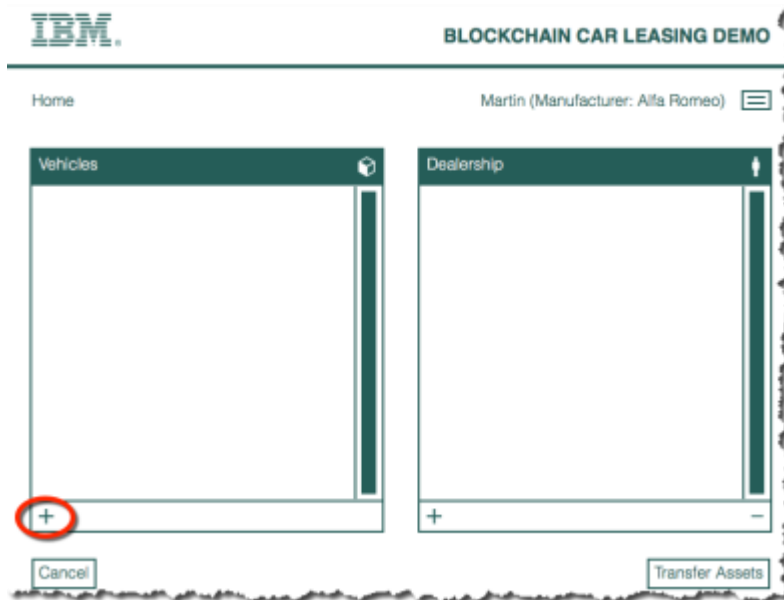 IBM.
BLOCKCHAIN CAR LEASING DEMO
Home
Martin (Manufacturer: Alfa Romeo)
Vehicles
Dealership
+
+ −
Cancel
Transfer Assets